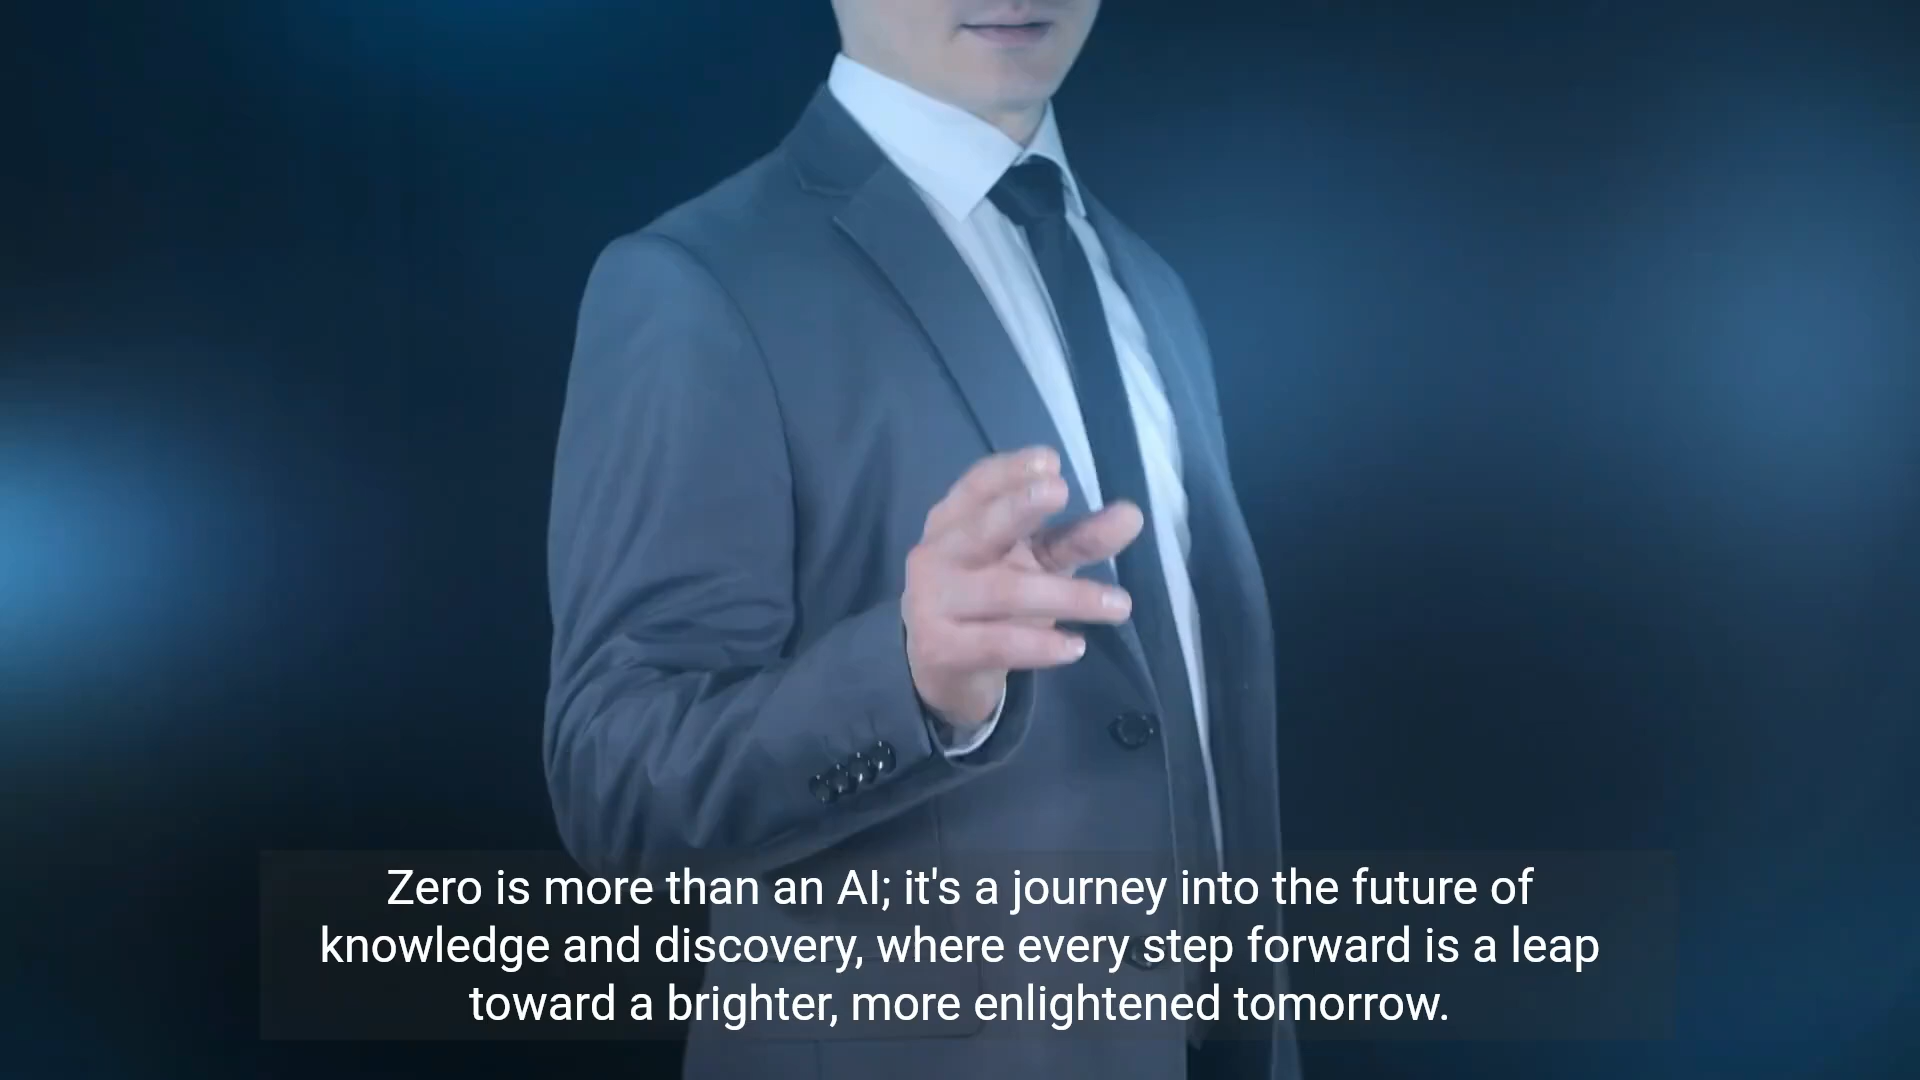 Zero is more than an AI; it's a journey into the future of
knowledge and discovery, where every step forward is a leap
toward a brighter, more enlightened tomorrow.